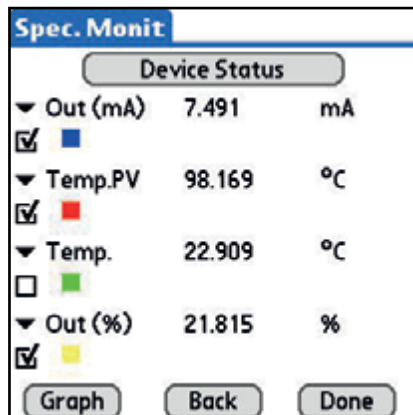 Spec. Monit
Device Status
Out (mA) 7.491 mA
Temp.PV 98.169 °C
Temp. 22.909 °C
Out (%) 21.815 %
Graph Back Done